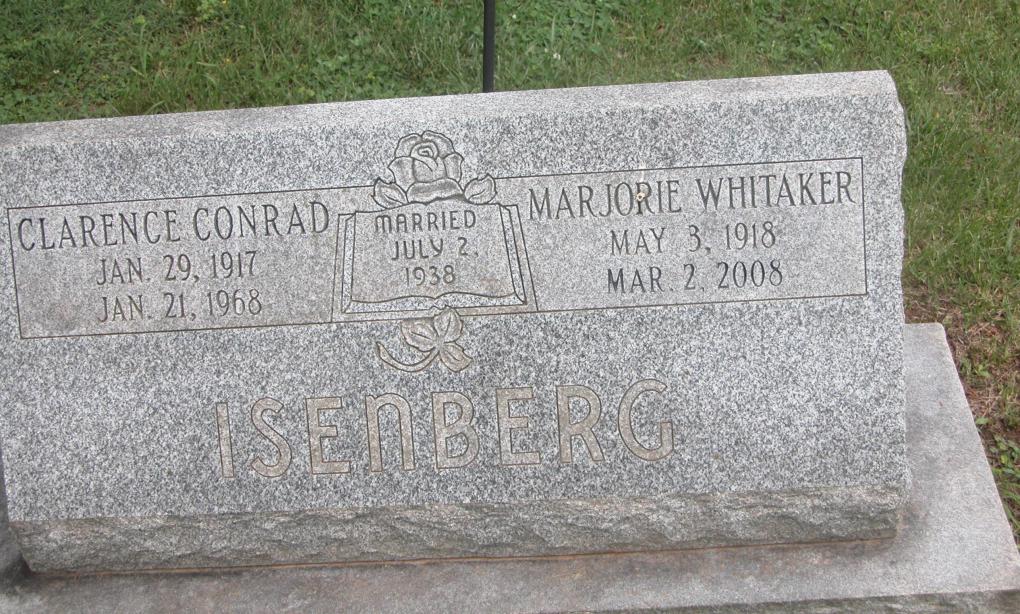 CLARENCE CONRAD
JAN. 29, 1917
JAN. 21, 1968
MARRIED
JULY 2,
1938
MARJORIE WHITAKER
MAY 3, 1918
MAR. 2, 2008
ISENBERG